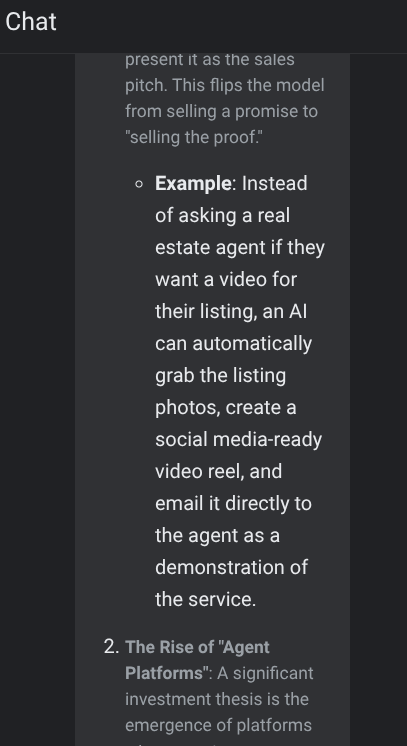 Chat
present it as the sales
pitch. This flips the model
from selling a promise to
"selling the proof."
Example: Instead
of asking a real
estate agent if they
want a video for
their listing, an AI
can automatically
grab the listing
photos, create a
social media-ready
video reel, and
email it directly to
the agent as a
demonstration of
the service.
2. The Rise of "Agent
Platforms": A significant
investment thesis is the
emergence of platforms